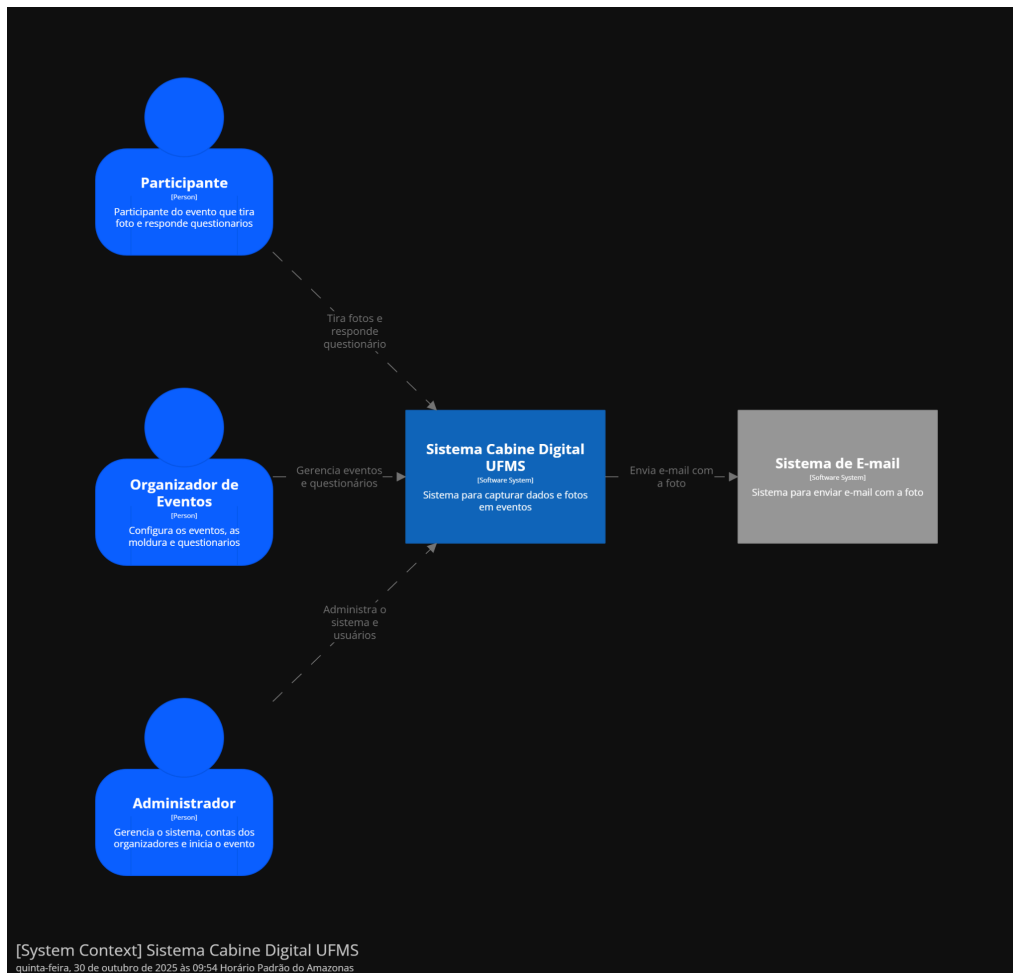 Participante
[Person]
Participante do evento que tira
foto e responde questionarios
Tira fotos e
responde
questionário
Organizador de
Eventos
[Person]
Configura os eventos, as
moldura e questionarios
Gerencia eventos
e questionários
Sistema Cabine Digital
UFMS
[Software System]
Sistema para capturar dados e fotos
em eventos
Envia e-mail com
a foto
Sistema de E-mail
[Software System]
Sistema para enviar e-mail com a foto
Administra o
sistema e
usuários
Administrador
[Person]
Gerencia o sistema, contas dos
organizadores e inicia o evento
[System Context] Sistema Cabine Digital UFMS
quinta-feira, 30 de outubro de 2025 às 09:54 Horário Padrão do Amazonas